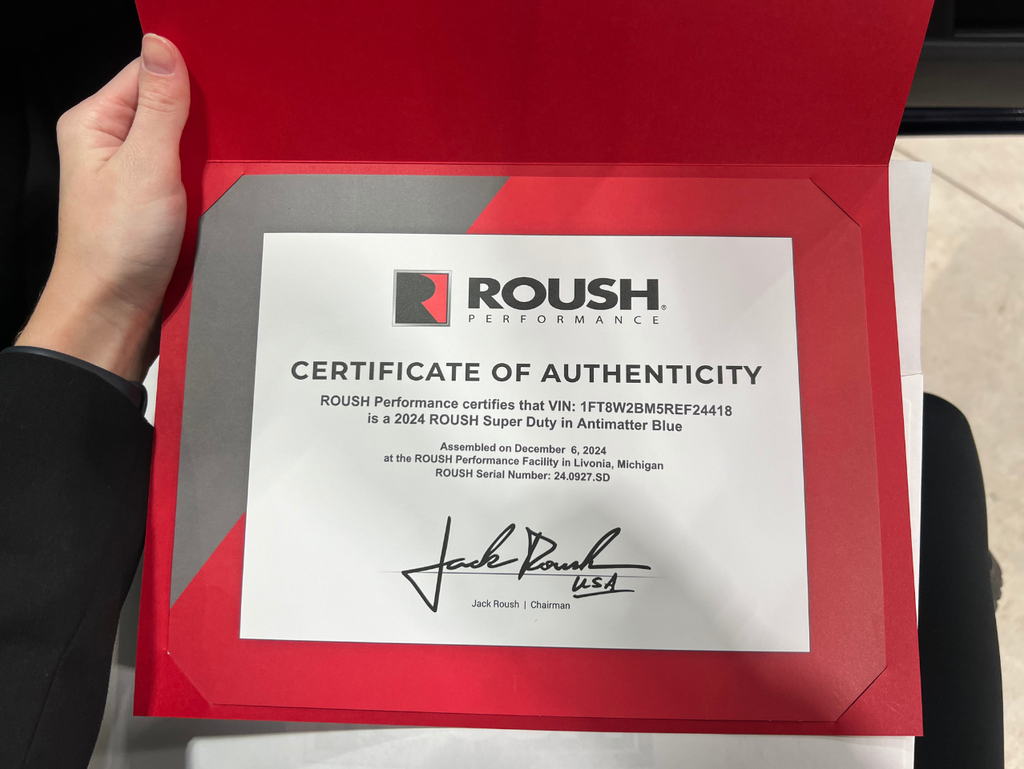 ROUSH®
PERFORMANCE
CERTIFICATE OF AUTHENTICITY
ROUSH Performance certifies that VIN: 1FT8W2BM5REF24418
is a 2024 ROUSH Super Duty in Antimatter Blue
Assembled on December 6, 2024
at the ROUSH Performance Facility in Livonia, Michigan
ROUSH Serial Number: 24.0927.SD
Jack Roush
USA
Jack Roush | Chairman